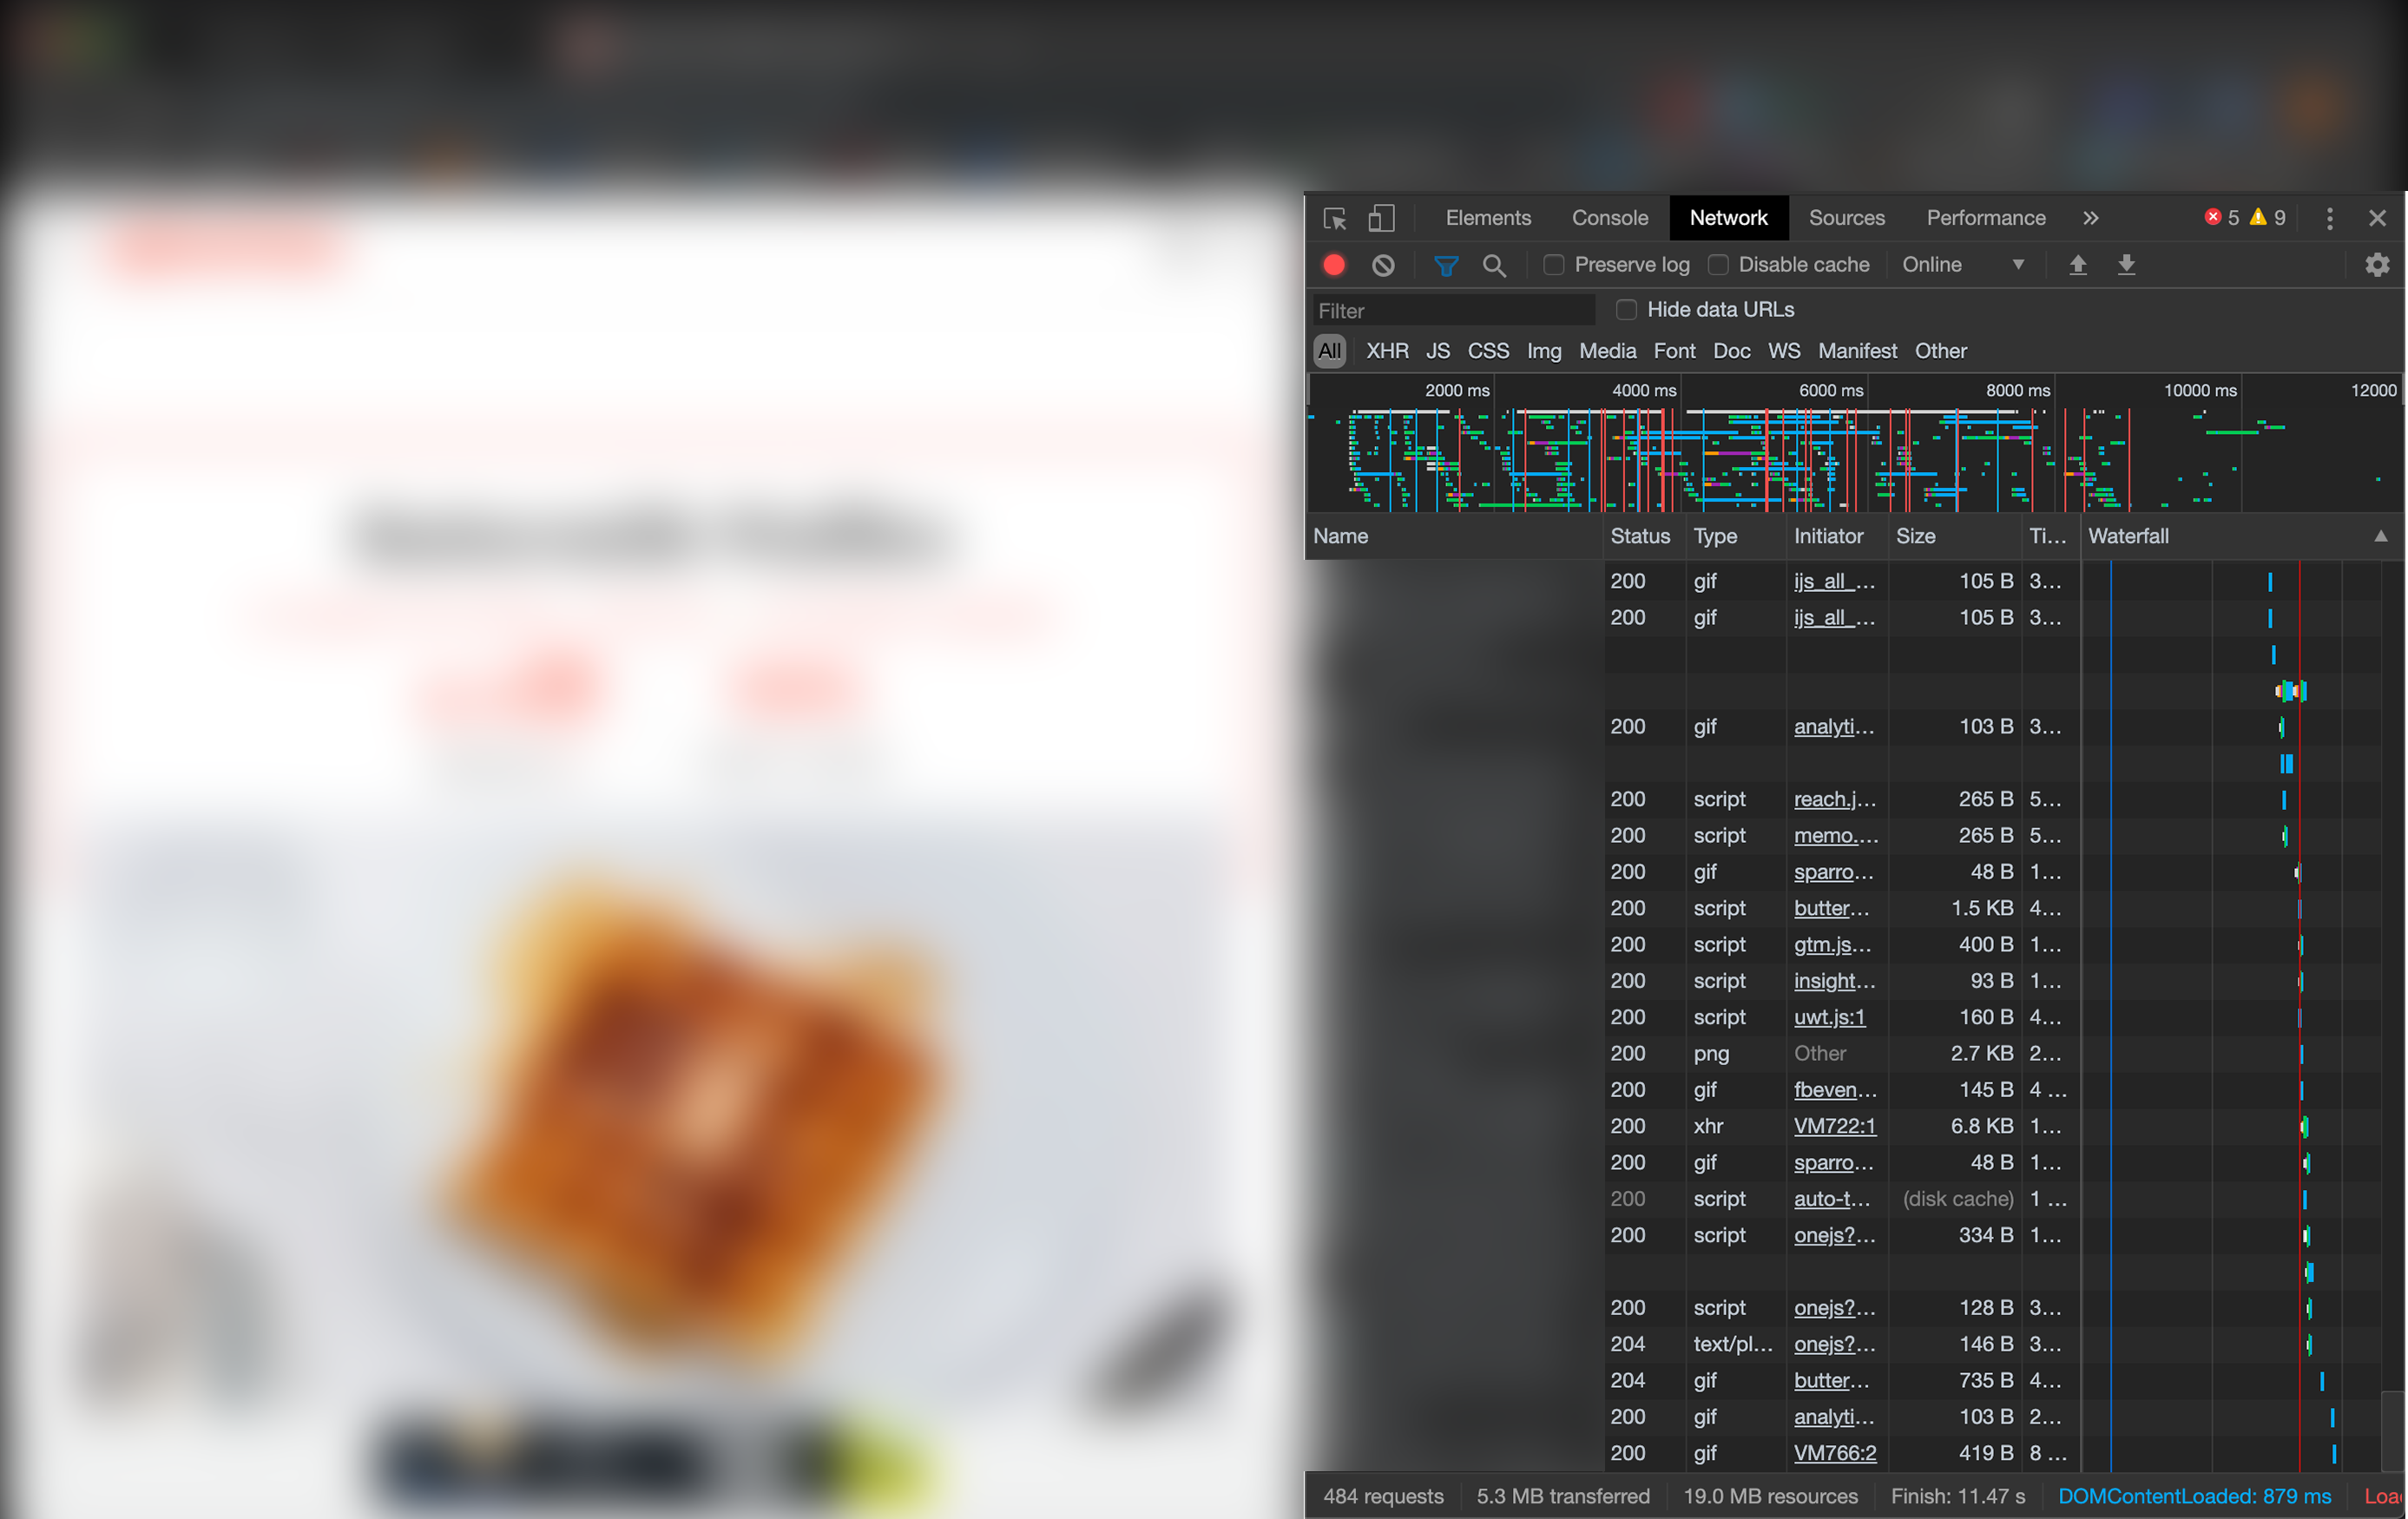 Elements Console Network Sources Performance » 5 9
Preserve log Disable cache Online
Filter Hide data URLs
All XHR JS CSS Img Media Font Doc WS Manifest Other
2000 ms 4000 ms 6000 ms 8000 ms 10000 ms 12000
Name Status Type Initiator Size Ti... Waterfall
200 gif ijs_all_... 105 B 3...
200 gif ijs_all_... 105 B 3...
200 gif analyti... 103 B 3...
200 script reach.j... 265 B 5...
200 script memo.... 265 B 5...
200 gif sparro... 48 B 1...
200 script butter... 1.5 KB 4...
200 script gtm.js... 400 B 1...
200 script insight... 93 B 1...
200 script uwt.js:1 160 B 4...
200 png Other 2.7 KB 2...
200 gif fbeven... 145 B 4 ...
200 xhr VM722:1 6.8 KB 1...
200 gif sparro... 48 B 1...
200 script auto-t... (disk cache) 1 ...
200 script onejs?... 334 B 1...
200 script onejs?... 128 B 3...
204 text/pl... onejs?... 146 B 3...
204 gif butter... 735 B 4...
200 gif analyti... 103 B 2...
200 gif VM766:2 419 B 8 ...
484 requests 5.3 MB transferred 19.0 MB resources Finish: 11.47 s DOMContentLoaded: 879 ms Loa